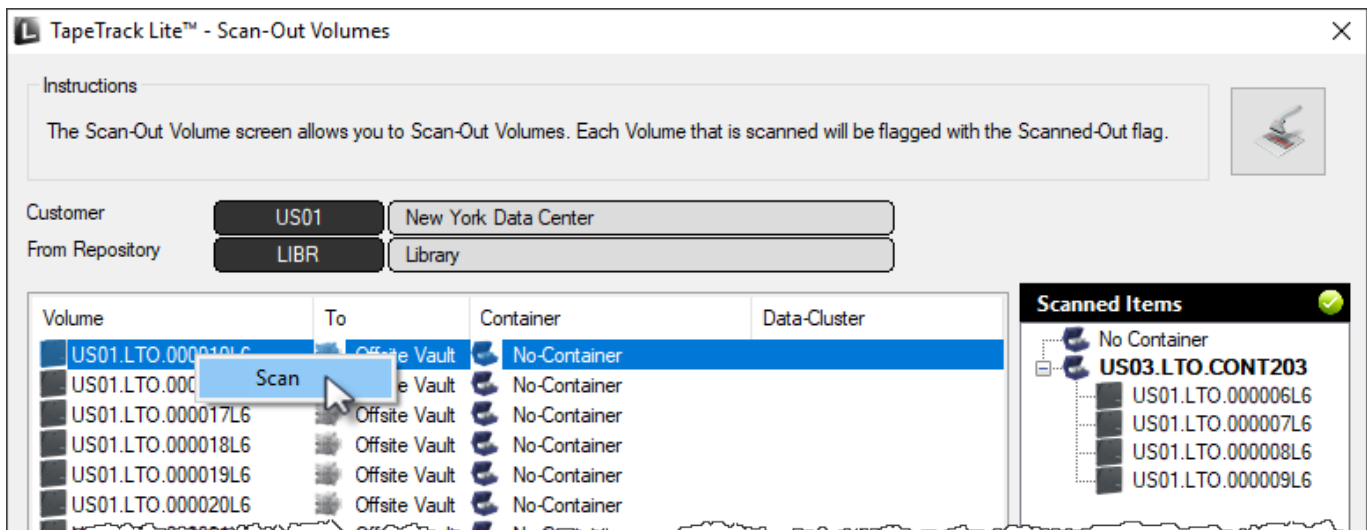 TapeTrack Lite™ - Scan-Out Volumes
Instructions
The Scan-Out Volume screen allows you to Scan-Out Volumes. Each Volume that is scanned will be flagged with the Scanned-Out flag.
Customer US01 New York Data Center
From Repository LIBR Library
Volume To Container Data-Cluster
Offsite Vault No-Container
Scan
No-Container
US01.LTO.000017L6 Offsite Vault No-Container
US01.LTO.000018L6 Offsite Vault No-Container
US01.LTO.000019L6 Offsite Vault No-Container
US01.LTO.000020L6 Offsite Vault No-Container
Scanned Items
No Container
US03.LTO.CONT203
US01.LTO.000006L6
US01.LTO.000007L6
US01.LTO.000008L6
US01.LTO.000009L6